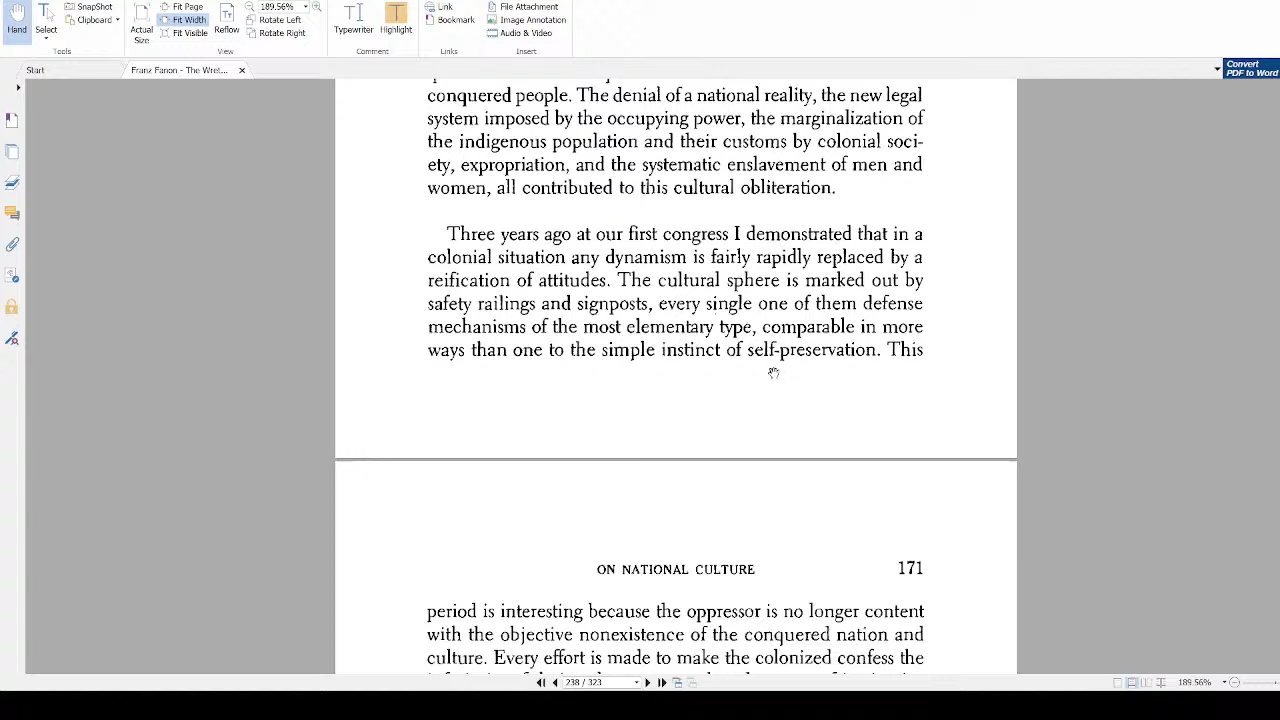 Hand
Select
Tools
SnapShot
Clipboard
Actual Size
Fit Page
Fit Width
Fit Visible
Reflow
189.56%
Rotate Left
Rotate Right
View
Typewriter
Highlight
Comment
Link
Bookmark
Links
File Attachment
Image Annotation
Audio & Video
Insert
Start
Franz Fanon - The Wret...
Convert
PDF to Word
conquered people. The denial of a national reality, the new legal
system imposed by the occupying power, the marginalization of
the indigenous population and their customs by colonial soci-
ety, expropriation, and the systematic enslavement of men and
women, all contributed to this cultural obliteration.
Three years ago at our first congress I demonstrated that in a
colonial situation any dynamism is fairly rapidly replaced by a
reification of attitudes. The cultural sphere is marked out by
safety railings and signposts, every single one of them defense
mechanisms of the most elementary type, comparable in more
ways than one to the simple instinct of self-preservation. This
ON NATIONAL CULTURE 171
period is interesting because the oppressor is no longer content
with the objective nonexistence of the conquered nation and
culture. Every effort is made to make the colonized confess the
238 / 323
189.56%